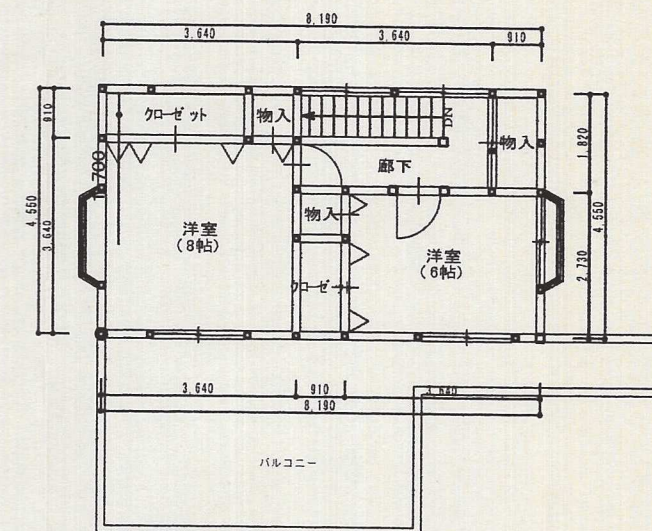 8,190
3,640
3,640
910
910
3,640
4,550
クローゼット
物入
DN
物入
1,820
2,730
4,550
廊下
物入
洋室
(8帖)
洋室
(6帖)
クローゼット
3,640
910
3,640
8,190
バルコニー